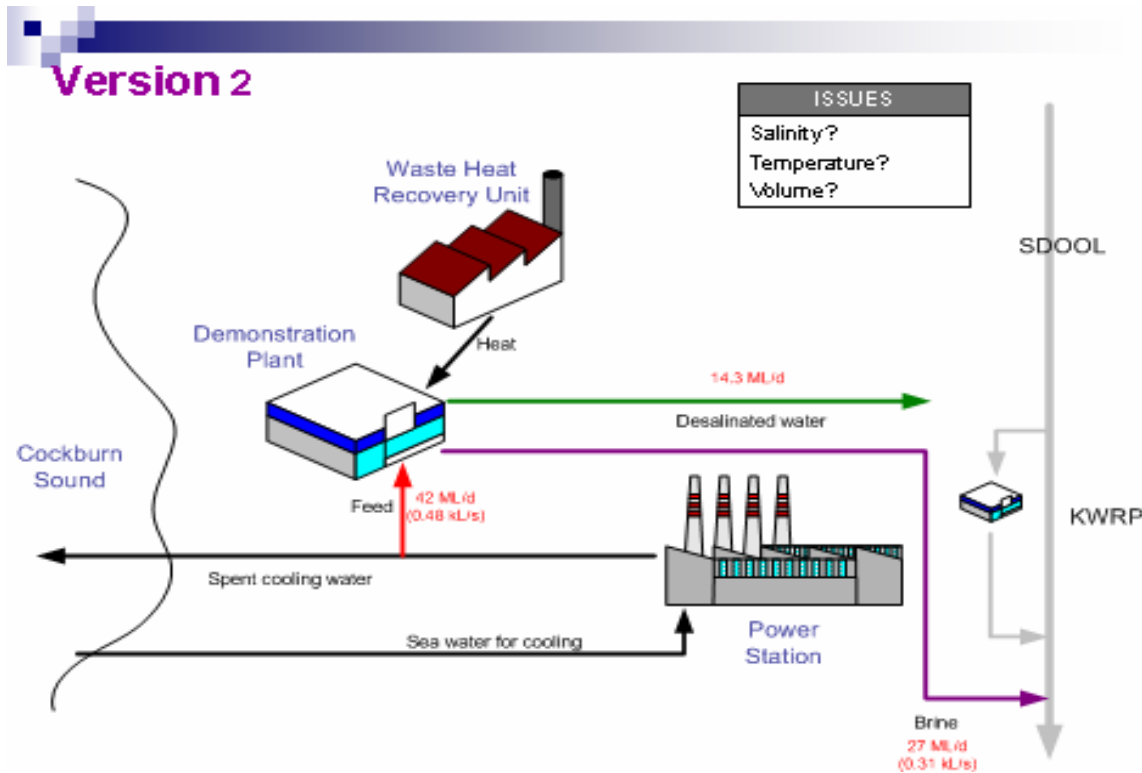 Version 2
ISSUES
Salinity?
Temperature?
Volume?
Waste Heat
Recovery Unit
SDOOL
Demonstration
Plant
Heat
14.3 ML/d
Desalinated water
Cockburn
Sound
Feed
42 ML/d
(0.48 kL/s)
KWRP
Spent cooling water
Sea water for cooling
Power
Station
Brine
27 ML/d
(0.31 kL/s)